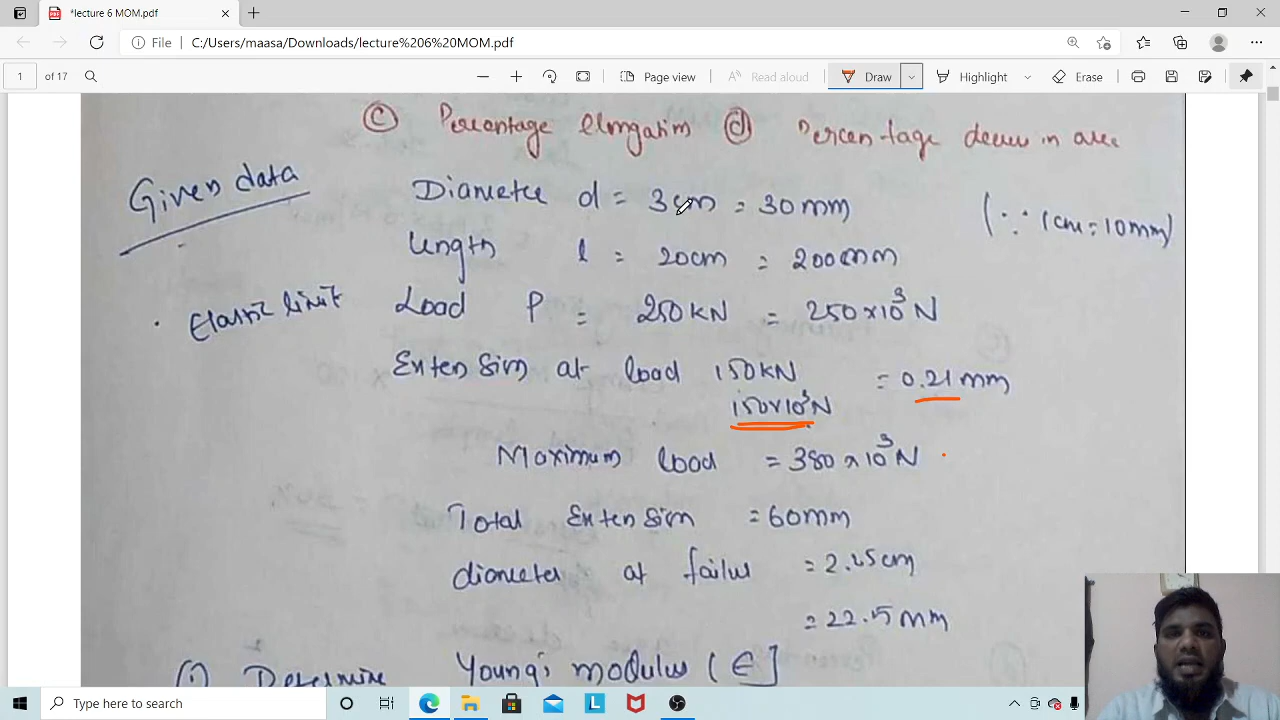 *lecture 6 MOM.pdf
File C:/Users/maasa/Downloads/lecture%206%20MOM.pdf
1 of 17 Page view Read aloud Draw Highlight Erase
c Percentage Elongation d Percentage decrease in area
Given data Diameter d = 3cm = 30mm (∵ 1cm = 10mm)
length l = 20cm = 200mm
Elastic limit Load P = 250KN = 250×10³N
Extension at load 150KN = 0.21mm
150×10³N
Maximum load = 380×10³N
Total Extension = 60mm
diameter at failure = 2.25cm
= 22.5mm
(i) Determine Young's modulus (E]
Type here to search